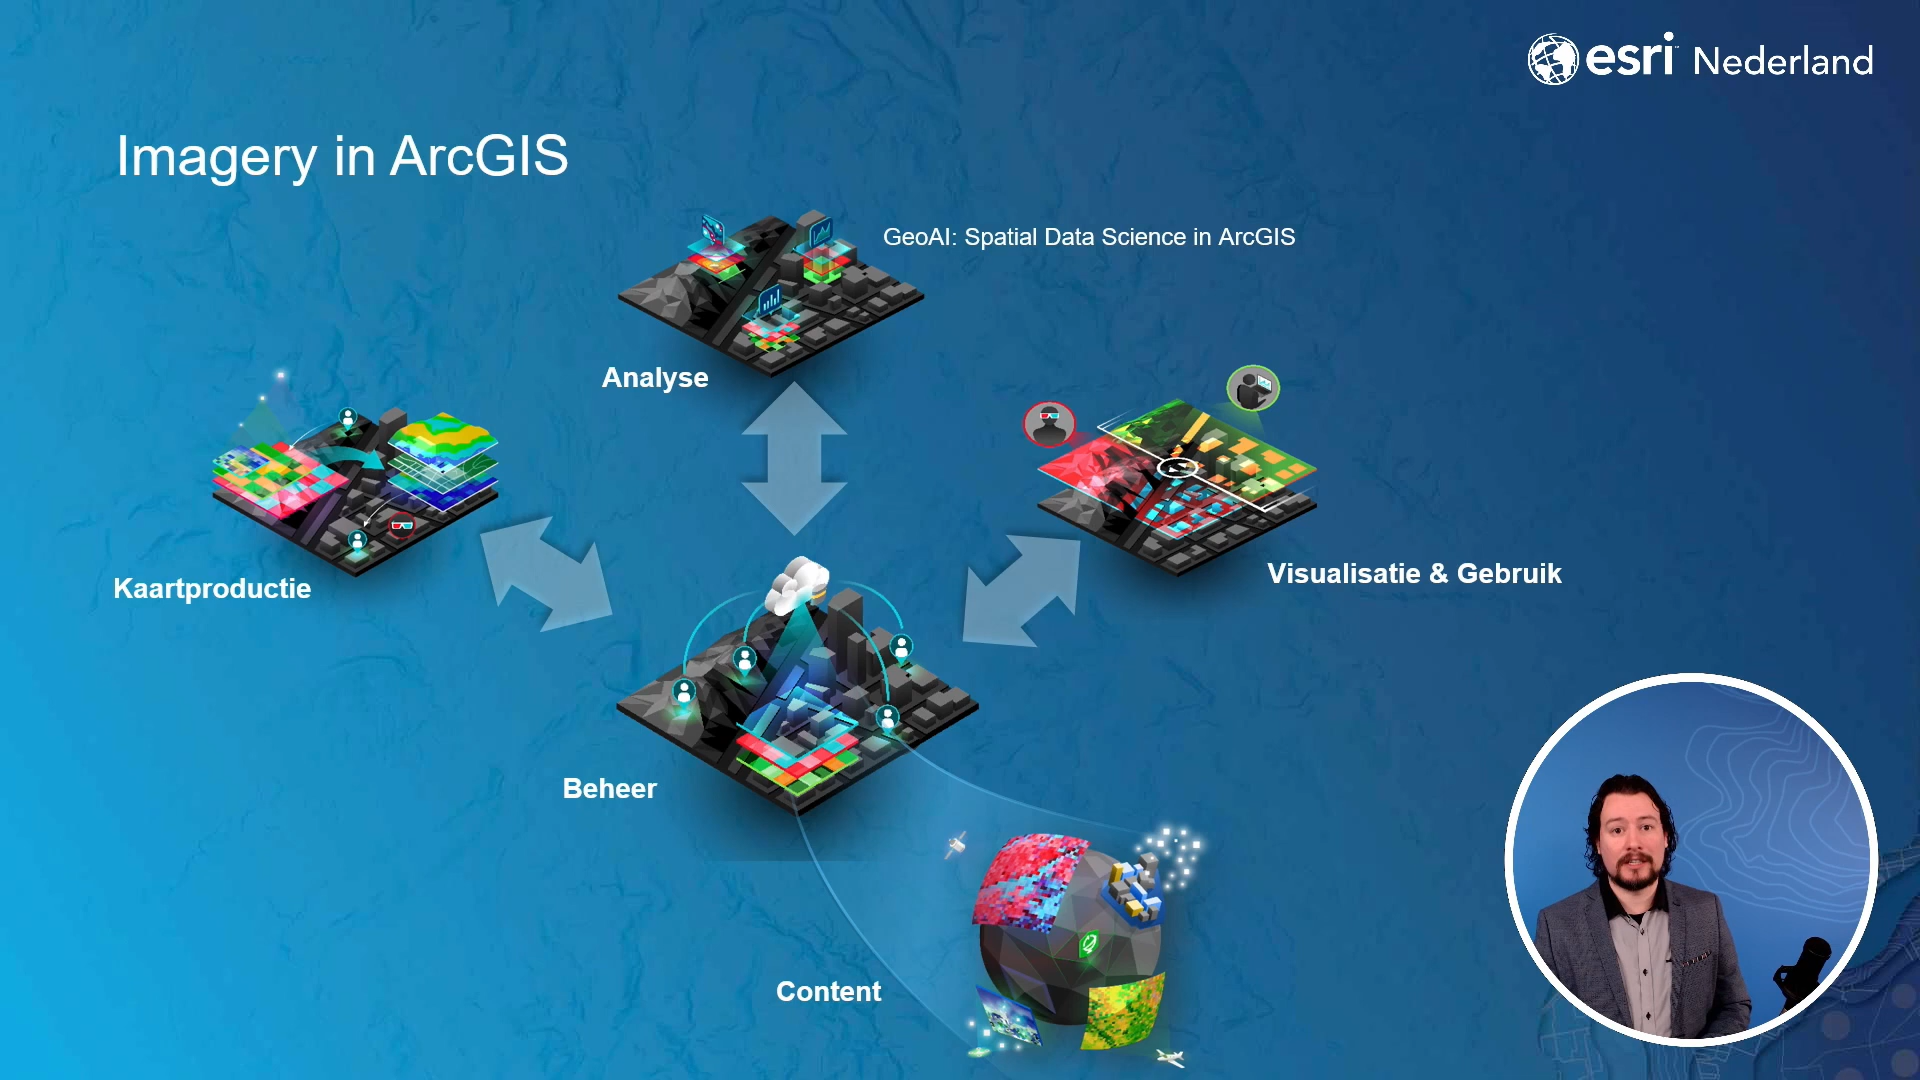 esri Nederland
Imagery in ArcGIS
GeoAI: Spatial Data Science in ArcGIS
Analyse
Kaartproductie
Visualisatie & Gebruik
Beheer
Content